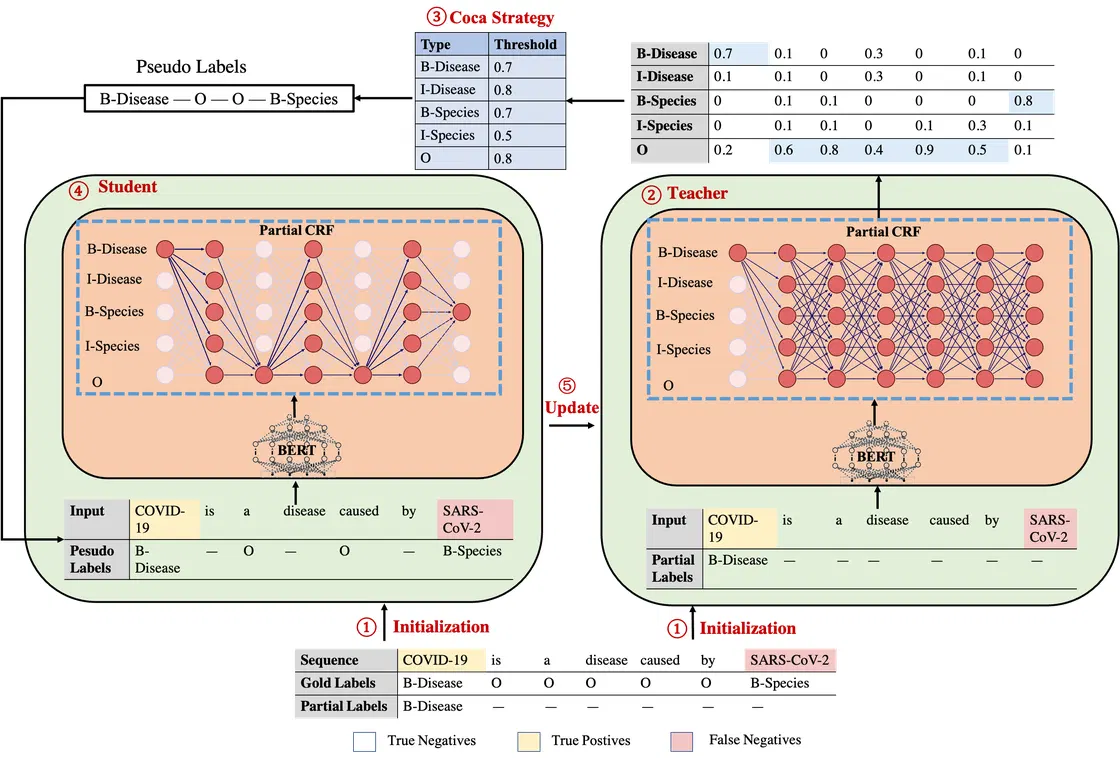 ③ Coca Strategy
Type Threshold
B-Disease 0.7
I-Disease 0.8
B-Species 0.7
I-Species 0.5
O 0.8
Pseudo Labels
B-Disease — O — O — B-Species
B-Disease 0.7 0.1 0 0.3 0 0.1 0
I-Disease 0.1 0.1 0 0.3 0 0.1 0
B-Species 0 0.1 0.1 0 0 0 0.8
I-Species 0 0.1 0.1 0 0.1 0.3 0.1
O 0.2 0.6 0.8 0.4 0.9 0.5 0.1
④ Student
Partial CRF
B-Disease
I-Disease
B-Species
I-Species
O
BERT
Input COVID-19 is a disease caused by SARS-CoV-2
Pesudo Labels B-Disease — O — O — B-Species
⑤
Update
② Teacher
Partial CRF
B-Disease
I-Disease
B-Species
I-Species
O
BERT
Input COVID-19 is a disease caused by SARS-CoV-2
Partial Labels B-Disease — — — — — —
① Initialization
① Initialization
Sequence COVID-19 is a disease caused by SARS-CoV-2
Gold Labels B-Disease O O O O O B-Species
Partial Labels B-Disease — — — — — —
True Negatives
True Postives
False Negatives